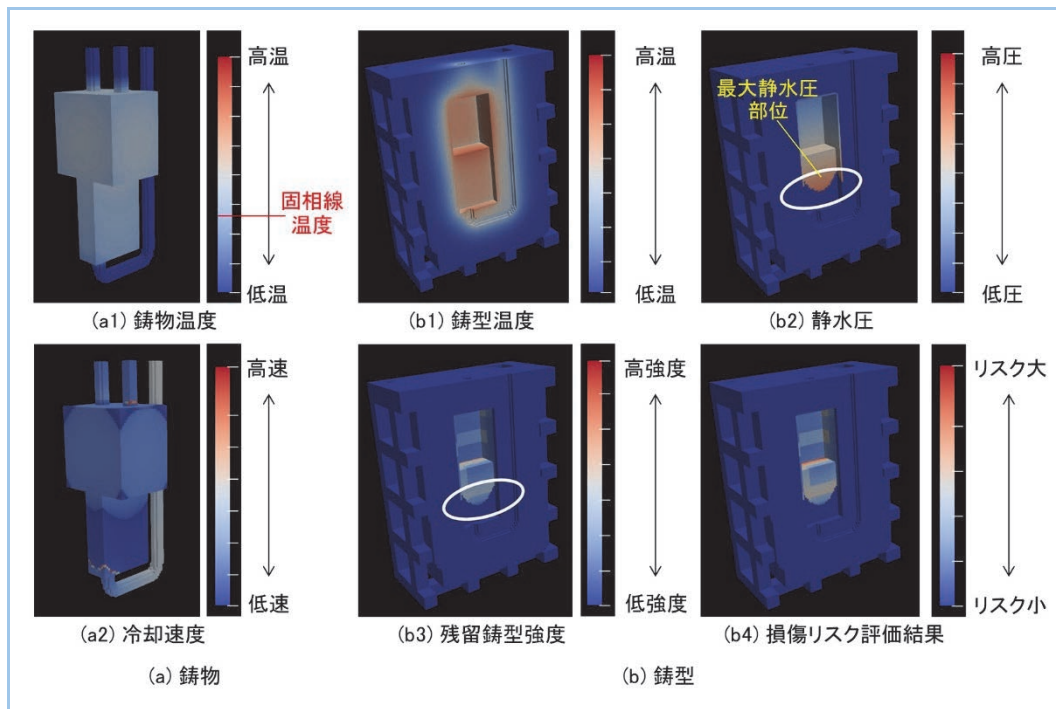 高温
固相線
温度
低温
(a1) 鋳物温度
高温
低温
(b1) 鋳型温度
最大静水圧
部位
高圧
低圧
(b2) 静水圧
高速
低速
(a2) 冷却速度
高強度
低強度
(b3) 残留鋳型強度
リスク大
リスク小
(b4) 損傷リスク評価結果
(a) 鋳物
(b) 鋳型